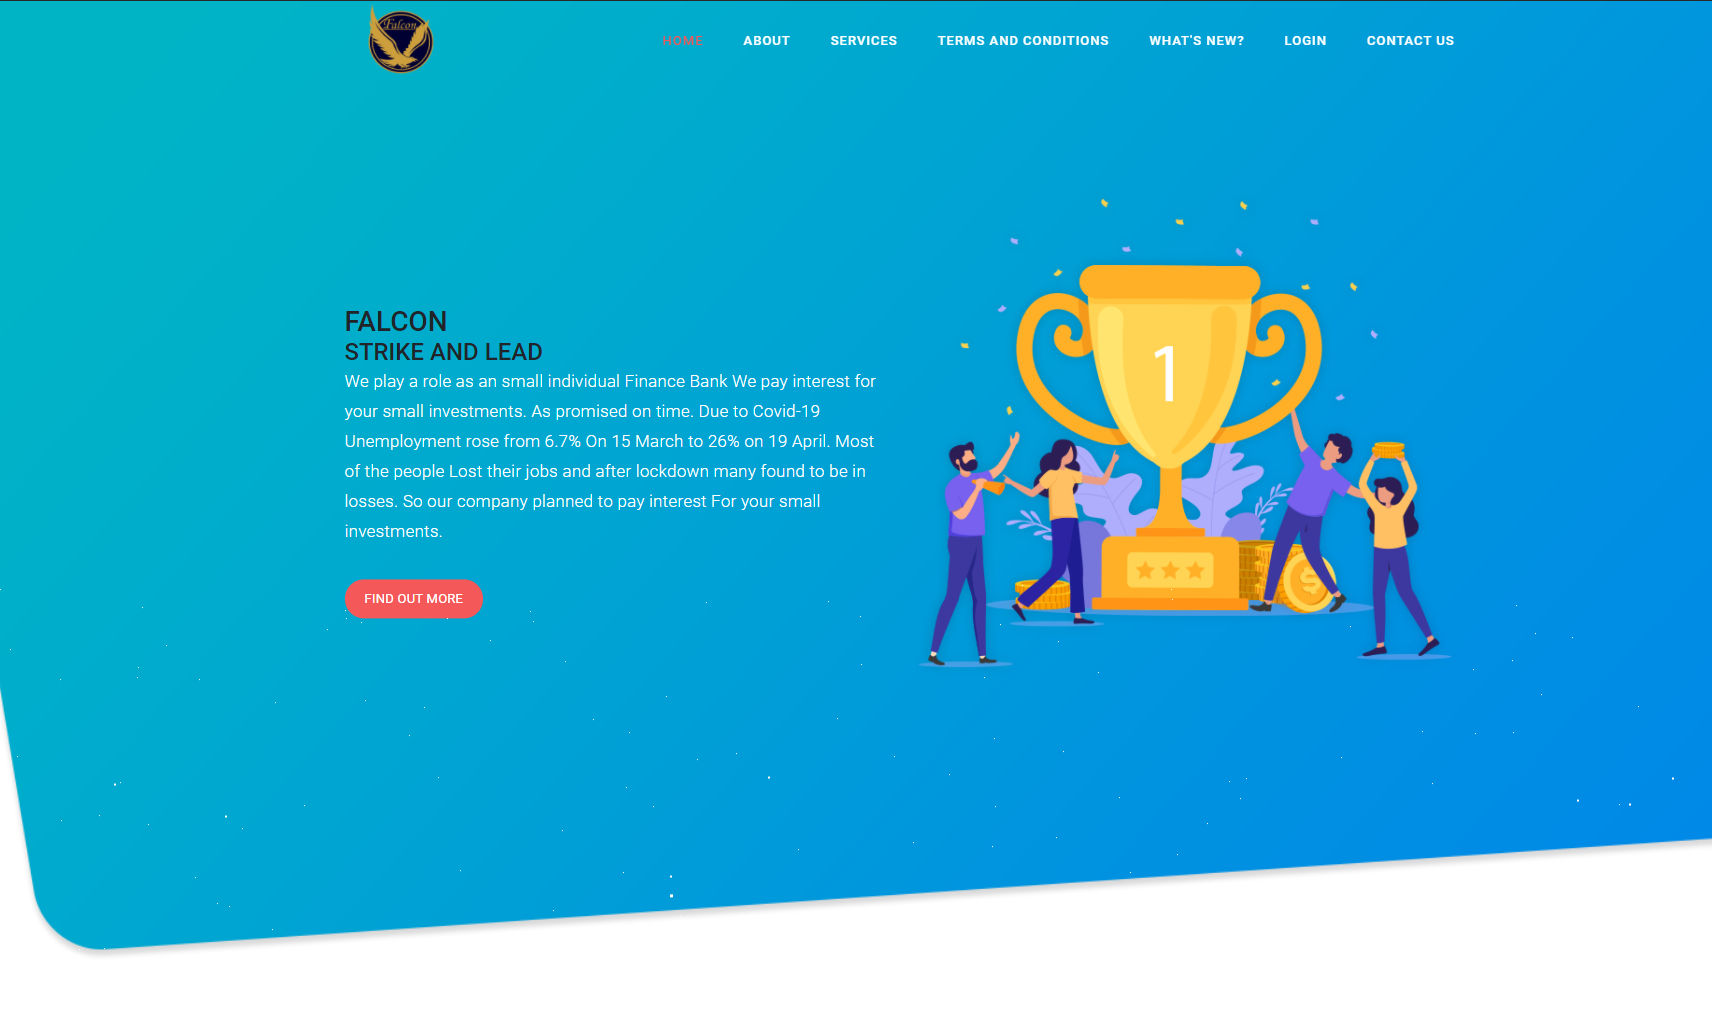 Falcon
HOME ABOUT SERVICES TERMS AND CONDITIONS WHAT'S NEW? LOGIN CONTACT US
FALCON
STRIKE AND LEAD
We play a role as an small individual Finance Bank We pay interest for
your small investments. As promised on time. Due to Covid-19
Unemployment rose from 6.7% On 15 March to 26% on 19 April. Most
of the people Lost their jobs and after lockdown many found to be in
losses. So our company planned to pay interest For your small
investments.
FIND OUT MORE
1
$